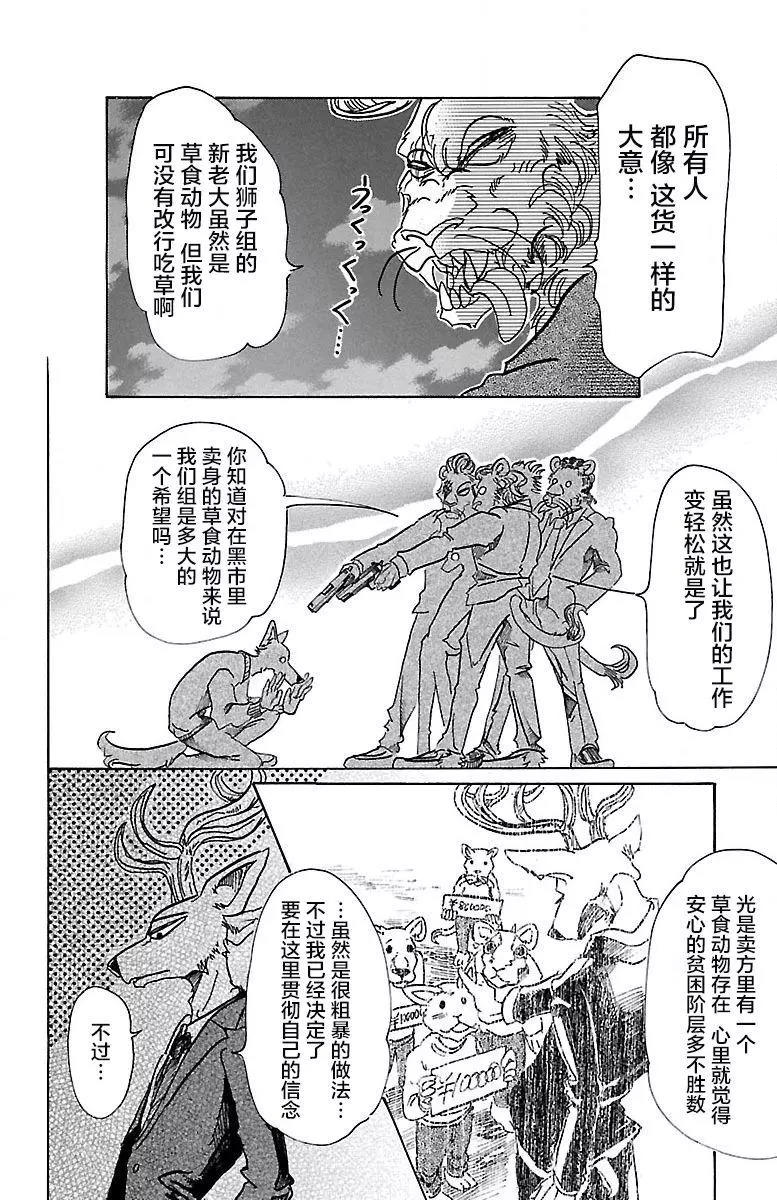 所有人
都像 这货一样的
大意…
うっくっくっくっ…
我们狮子组的
新老大虽然是
草食动物 但我们
可没有改行吃草啊
虽然这也让我们的工作
变轻松就是了
你知道对在黑市里
卖身的草食动物来说
我们组是多大的
一个希望吗…
光是卖方里有一个
草食动物存在 心里就觉得
安心的贫困阶层多不胜数
…虽然是很粗暴的做法…
不过我已经决定了
要在这里贯彻自己的信念
不过…